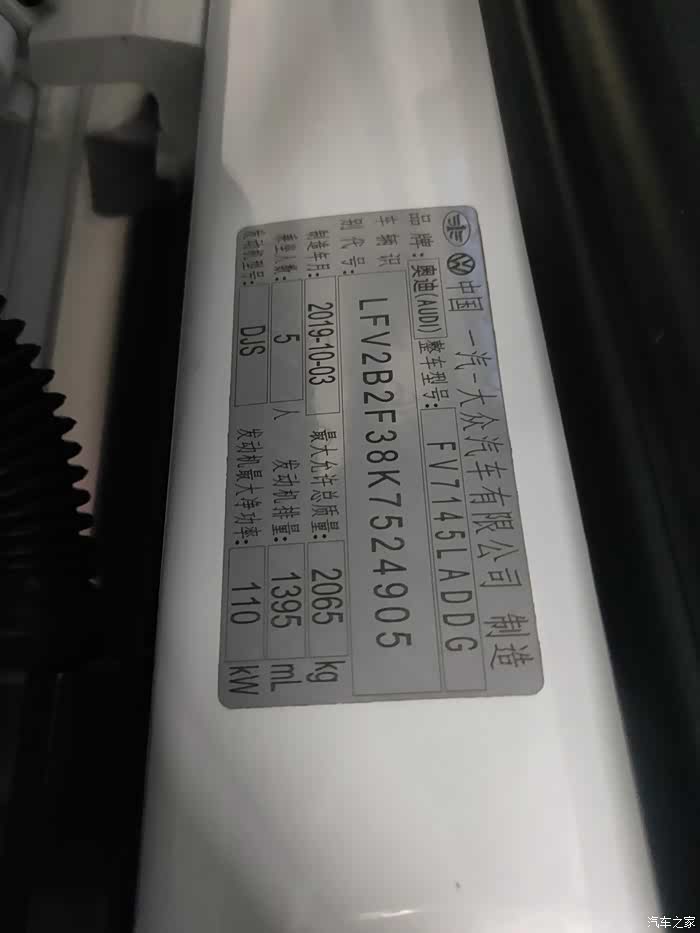 中国 一汽-大众汽车有限公司 制造
品牌: 奥迪(AUDI) 整车型号: FV7145LADDG
车辆识别代号: LFV2B2F38K7524905
制造年月: 2019-10-03 最大允许总质量: 2065 kg
乘坐人数: 5 人 发动机排量: 1395 mL
发动机型号: DJS 发动机最大净功率: 110 kW
汽车之家